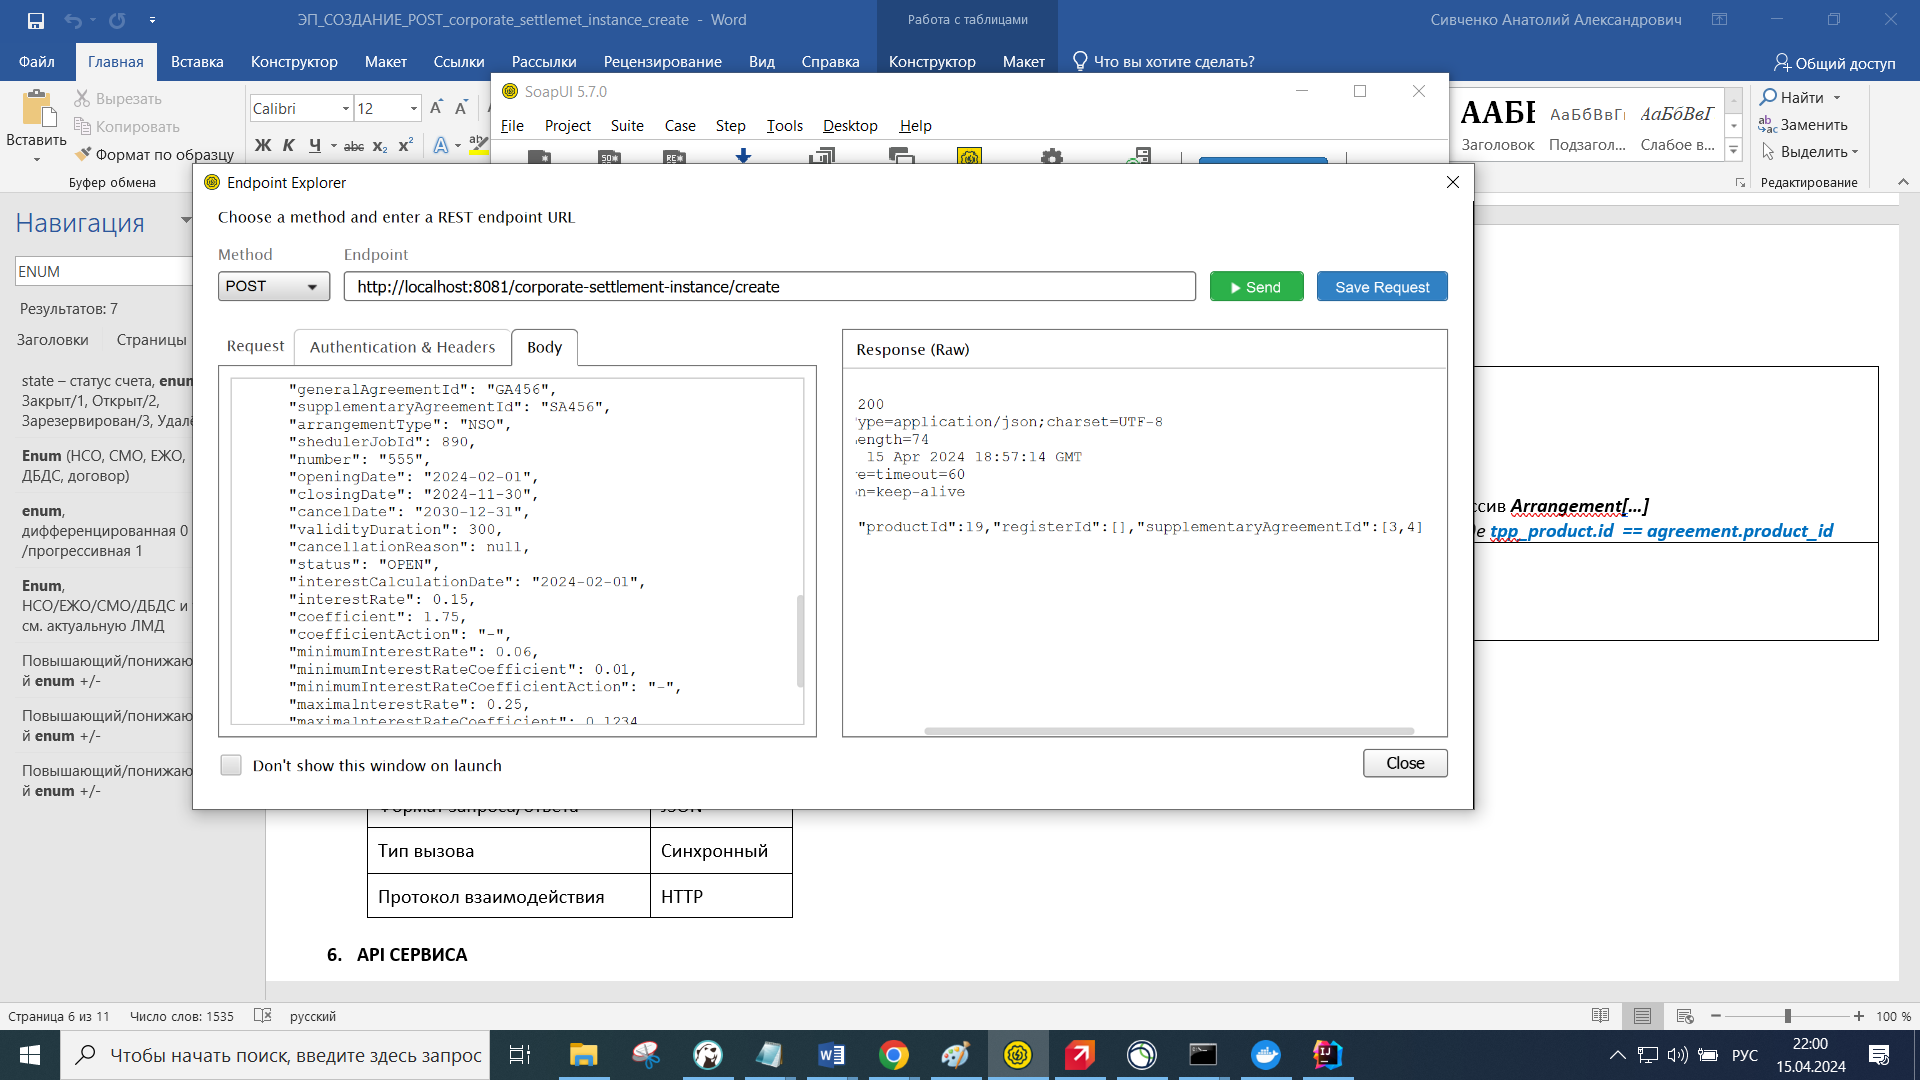 ЭП_СОЗДАНИЕ_POST_corporate_settlemet_instance_create - Word
Работа с таблицами
Сивченко Анатолий Александрович
Файл
Главная
Вставка
Конструктор
Макет
Ссылки
Рассылки
Рецензирование
Вид
Справка
Конструктор
Макет
Что вы хотите сделать?
Общий доступ
Вставить
Вырезать
Копировать
Формат по образцу
Буфер обмена
Calibri
12
Ж К Ч abc x₂ x²
АаБбВвГг
АаБбВвГ
Заголовок
Подзагол...
Слабое в...
Найти
Заменить
Выделить
Редактирование
SoapUI 5.7.0
File Project Suite Case Step Tools Desktop Help
Endpoint Explorer
Choose a method and enter a REST endpoint URL
Method
Endpoint
POST
http://localhost:8081/corporate-settlement-instance/create
Send
Save Request
Request
Authentication & Headers
Body
"generalAgreementId": "GA456",
"supplementaryAgreementId": "SA456",
"arrangementType": "NSO",
"shedulerJobId": 890,
"number": "555",
"openingDate": "2024-02-01",
"closingDate": "2024-11-30",
"cancelDate": "2030-12-31",
"validityDuration": 300,
"cancellationReason": null,
"status": "OPEN",
"interestCalculationDate": "2024-02-01",
"interestRate": 0.15,
"coefficient": 1.75,
"coefficientAction": "-",
"minimumInterestRate": 0.06,
"minimumInterestRateCoefficient": 0.01,
"minimumInterestRateCoefficientAction": "-",
"maximalnterestRate": 0.25,
"maximalnterestRateCoefficient": 0.1234
Response (Raw)
200
ype=application/json;charset=UTF-8
ength=74
15 Apr 2024 18:57:14 GMT
e=timeout=60
n=keep-alive
"productId":19,"registerId":[],"supplementaryAgreementId":[3,4]
Don't show this window on launch
Close
Навигация
ENUM
Результатов: 7
Заголовки
Страницы
state – статус счета, enum
Закрыт/1, Открыт/2,
Зарезервирован/3, Удалё
Enum (НСО, СМО, ЕЖО,
ДБДС, договор)
enum,
дифференцированная 0
/прогрессивная 1
Enum,
НСО/ЕЖО/СМО/ДБДС и
см. актуальную ЛМД
Повышающий/понижаю
й enum +/-
Повышающий/понижаю
й enum +/-
Повышающий/понижаю
й enum +/-
ссив Arrangement[…]
де tpp_product.id == agreement.product_id
Формат запроса/ответа
JSON
Тип вызова
Синхронный
Протокол взаимодействия
HTTP
6. API СЕРВИСА
Страница 6 из 11
Число слов: 1535
русский
100 %
Чтобы начать поиск, введите здесь запрос
РУС
22:00
15.04.2024